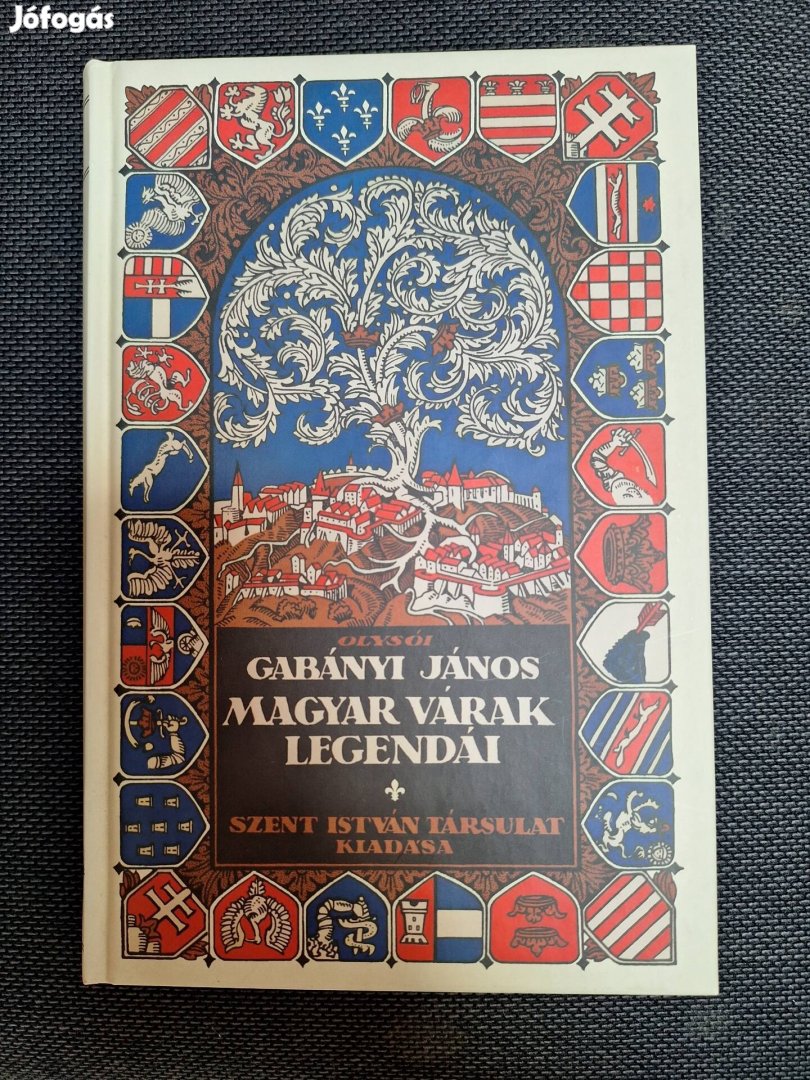 Jófogás
OLYSÓI
GABÁNYI JÁNOS
MAGYAR VÁRAK
LEGENDÁI
SZENT ISTVÁN TÁRSULAT
KIADÁSA